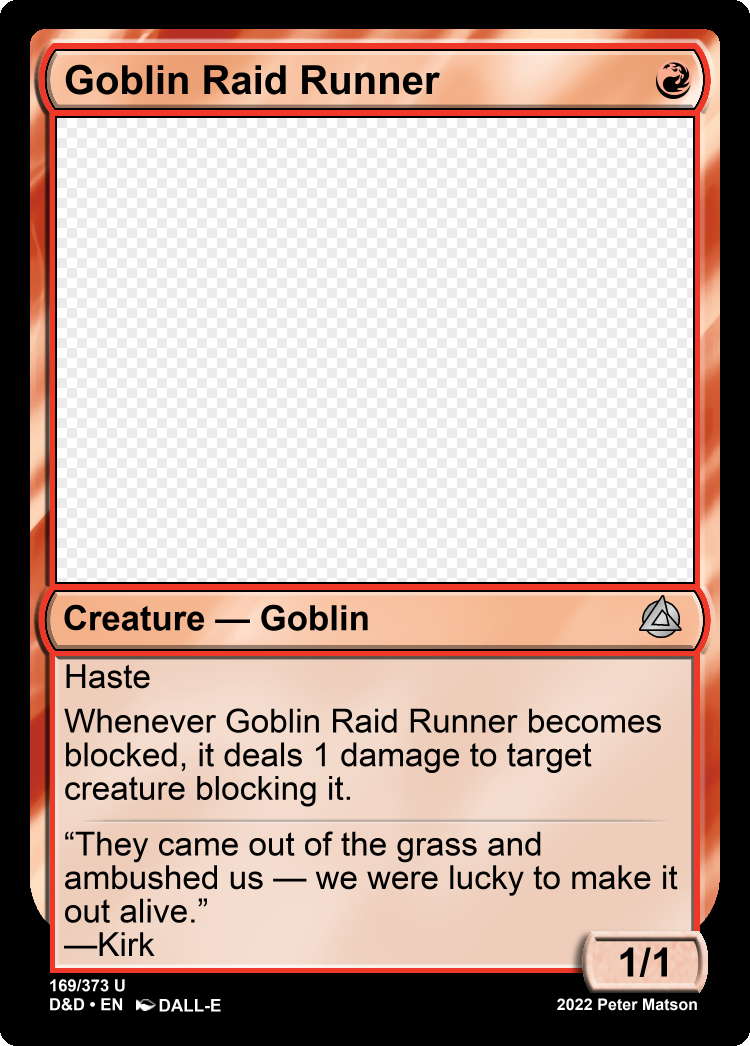 Goblin Raid Runner
Creature — Goblin
Haste
Whenever Goblin Raid Runner becomes
blocked, it deals 1 damage to target
creature blocking it.
“They came out of the grass and
ambushed us — we were lucky to make it
out alive.”
—Kirk
1/1
169/373 U
D&D • EN DALL-E
2022 Peter Matson